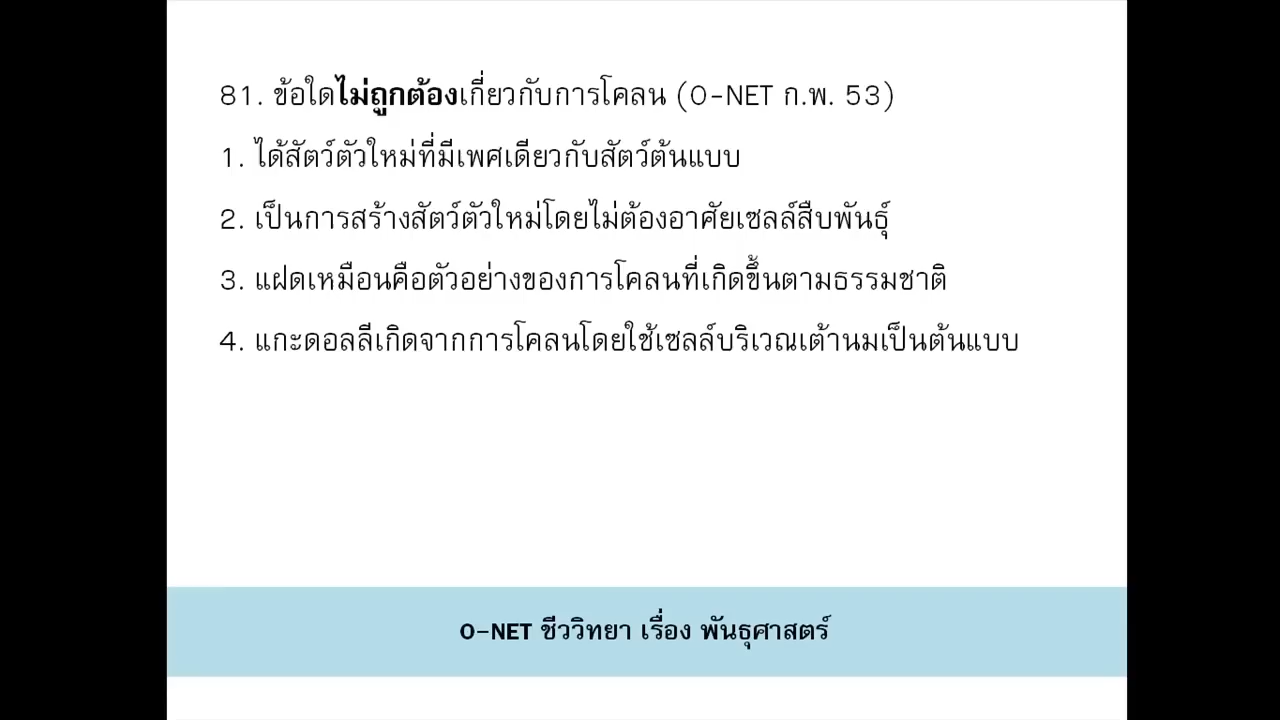 81. ข้อใดไม่ถูกต้องเกี่ยวกับการโคลน (O-NET ก.พ. 53)
1. ได้สัตว์ตัวใหม่ที่มีเพศเดียวกับสัตว์ต้นแบบ
2. เป็นการสร้างสัตว์ตัวใหม่โดยไม่ต้องอาศัยเซลล์สืบพันธุ์
3. แฝดเหมือนคือตัวอย่างของการโคลนที่เกิดขึ้นตามธรรมชาติ
4. แกะดอลลีเกิดจากการโคลนโดยใช้เซลล์บริเวณเต้านมเป็นต้นแบบ
O-NET ชีววิทยา เรื่อง พันธุศาสตร์